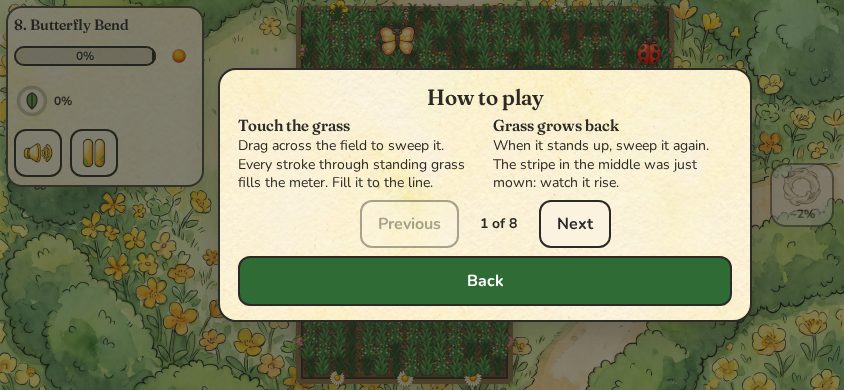 8. Butterfly Bend
0%
0%
How to play
Touch the grass
Drag across the field to sweep it.
Every stroke through standing grass
fills the meter. Fill it to the line.
Grass grows back
When it stands up, sweep it again.
The stripe in the middle was just
mown: watch it rise.
Previous
1 of 8
Next
Back
-2%